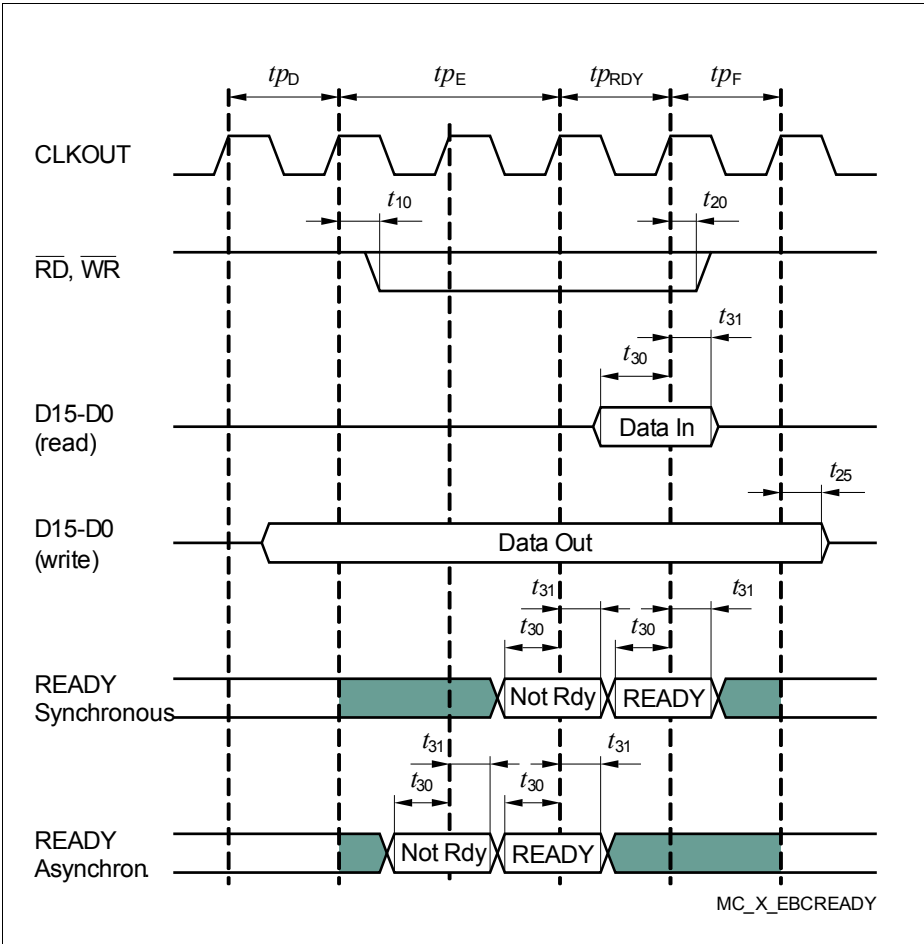 tpD tpE tpRDY tpF
CLKOUT
t10 t20
RD, WR
t31
t30
D15-D0
(read)
Data In
t25
D15-D0
(write)
Data Out
t31 t31
t30 t30
READY
Synchronous
Not Rdy READY
t31 t31
t30 t30
READY
Asynchron.
Not Rdy READY
MC_X_EBCREADY